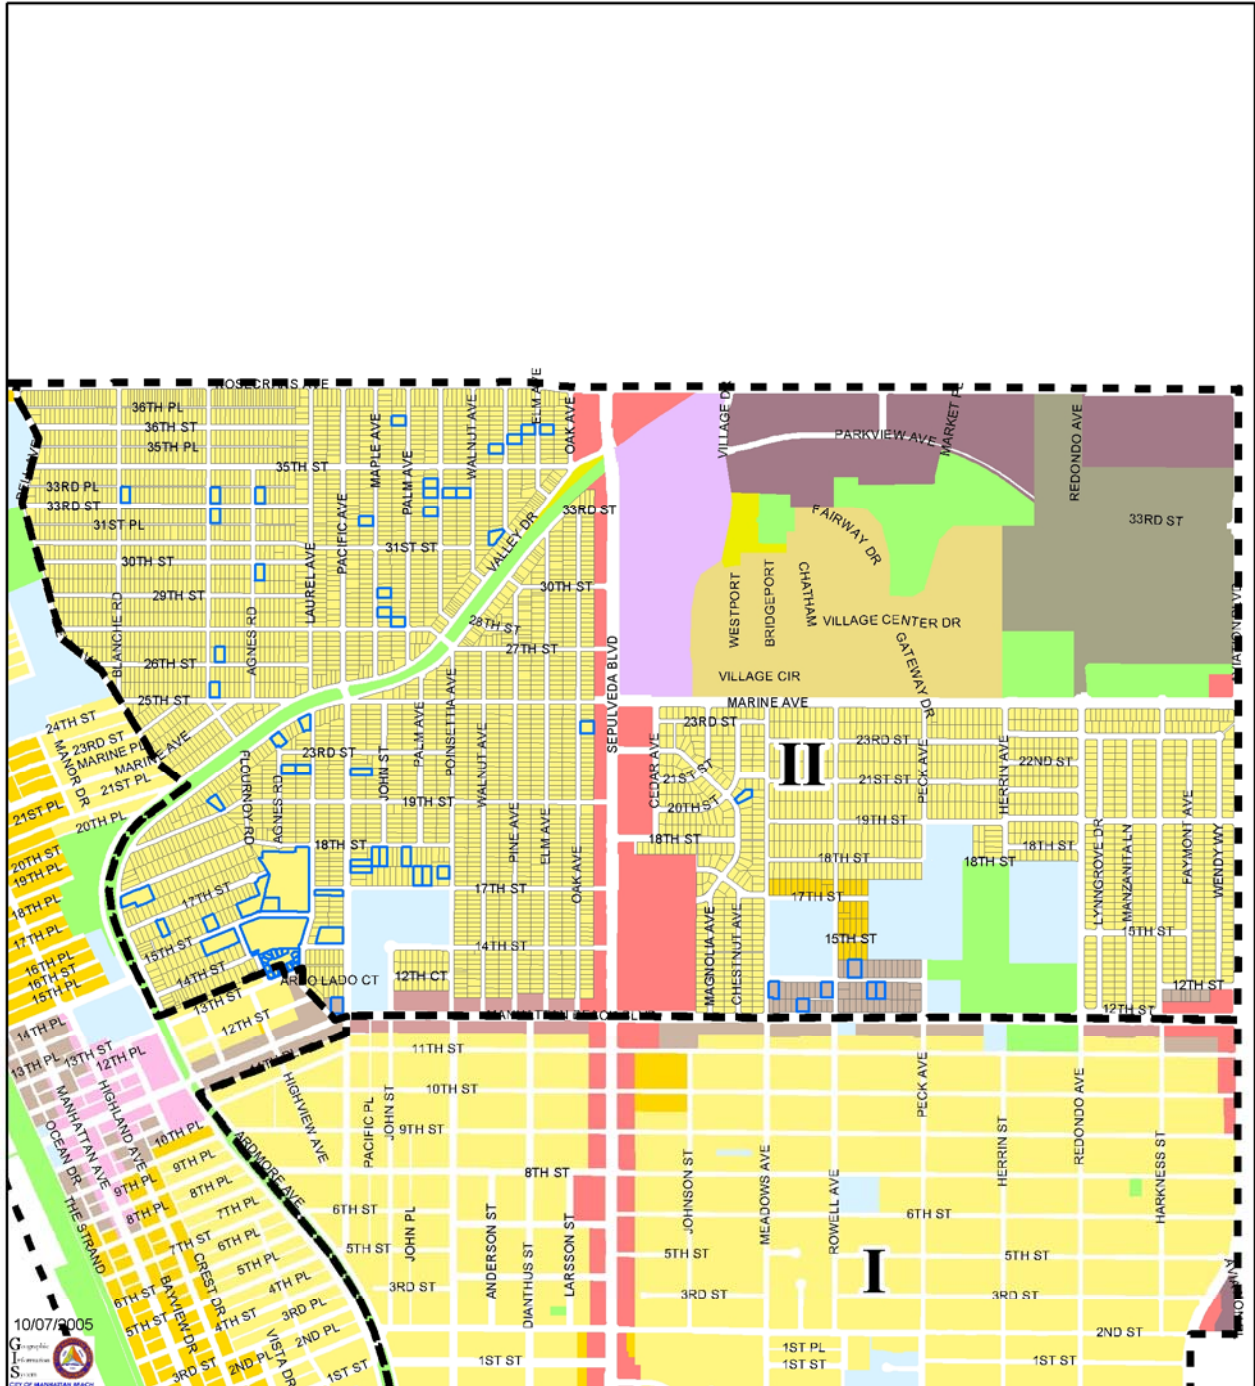 ROSECRANS AVE
36TH PL
36TH ST
35TH PL
35TH ST
33RD PL
33RD ST
31ST PL
30TH ST
29TH ST
26TH ST
25TH ST
BELL AVE
BLANCHE RD
AGNES RD
LAUREL AVE
PACIFIC AVE
MAPLE AVE
PALM AVE
WALNUT AVE
ELM AVE
OAK AVE
31ST ST
VALLEY DR
33RD ST
30TH ST
28TH ST
27TH ST
SEPULVEDA BLVD
VILLAGE DR
PARKVIEW AVE
MARKET PL
REDONDO AVE
33RD ST
FAIRWAY DR
WESTPORT
BRIDGEPORT
CHATHAM
VILLAGE CENTER DR
GATEWAY DR
VILLAGE CIR
MARINE AVE
24TH ST
23RD ST
MARINE PL
MARINE AVE
21ST PL
MANOR DR
21ST PL
20TH PL
20TH ST
19TH PL
18TH PL
17TH PL
16TH PL
16TH ST
15TH PL
FLOURNOY RD
AGNES RD
23RD ST
JOHN ST
PALM AVE
POINSETTIA AVE
WALNUT AVE
19TH ST
18TH ST
PINE AVE
ELM AVE
OAK AVE
17TH ST
17TH ST
15TH ST
14TH ST
14TH ST
13TH ST
12TH ST
ARBO LADO CT
12TH CT
MANHATTAN BEACH BLVD
11TH PL
CEDAR AVE
23RD ST
21ST ST
20TH ST
18TH ST
MAGNOLIA AVE
CHESTNUT AVE
II
23RD ST
21ST ST
19TH ST
18TH ST
17TH ST
15TH ST
PECK AVE
HERRIN AVE
22ND ST
18TH ST
18TH ST
LYNNGROVE DR
MANZANITA LN
FAYMONT AVE
WENDY WY
15TH ST
12TH ST
12TH ST
14TH PL
13TH PL
13TH ST
12TH PL
MANHATTAN AVE
HIGHLAND AVE
OCEAN DR
THE STRAND
10TH PL
9TH PL
9TH PL
8TH PL
8TH PL
7TH PL
7TH ST
6TH PL
5TH PL
4TH PL
3RD PL
2ND PL
1ST ST
6TH ST
5TH ST
4TH ST
3RD ST
2ND PL
BAYVIEW DR
CREST DR
VISTA DR
ARDMORE AVE
HIGHVIEW AVE
PACIFIC PL
JOHN ST
11TH ST
10TH ST
9TH ST
8TH ST
6TH ST
5TH ST
3RD ST
JOHN PL
ANDERSON ST
DIANTHUS ST
LARSSON ST
1ST ST
JOHNSON ST
MEADOWS AVE
ROWELL AVE
PECK AVE
HERRIN ST
REDONDO AVE
HARKNESS ST
6TH ST
5TH ST
5TH ST
3RD ST
3RD ST
I
2ND ST
1ST PL
1ST ST
1ST ST
10/07/2005
Geographic
Information
System
CITY OF MANHATTAN BEACH